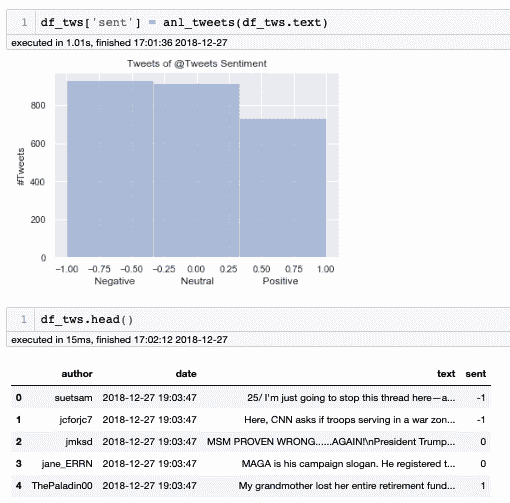 1 df_tws['sent'] = anl_tweets(df_tws.text)
executed in 1.01s, finished 17:01:36 2018-12-27
Tweets of @Tweets Sentiment
800
600
400
200
0
#Tweets
−1.00 −0.75 −0.50 −0.25 0.00 0.25 0.50 0.75 1.00
Negative Neutral Positive
1 df_tws.head()
executed in 15ms, finished 17:02:12 2018-12-27
author date text sent
0 suetsam 2018-12-27 19:03:47 25/ I'm just going to stop this thread here—a... -1
1 jcforjc7 2018-12-27 19:03:47 Here, CNN asks if troops serving in a war zon... -1
2 jmksd 2018-12-27 19:03:47 MSM PROVEN WRONG......AGAIN!\nPresident Trump... 0
3 jane_ERRN 2018-12-27 19:03:47 MAGA is his campaign slogan. He registered t... 0
4 ThePaladin00 2018-12-27 19:03:47 My grandmother lost her entire retirement fund... 1